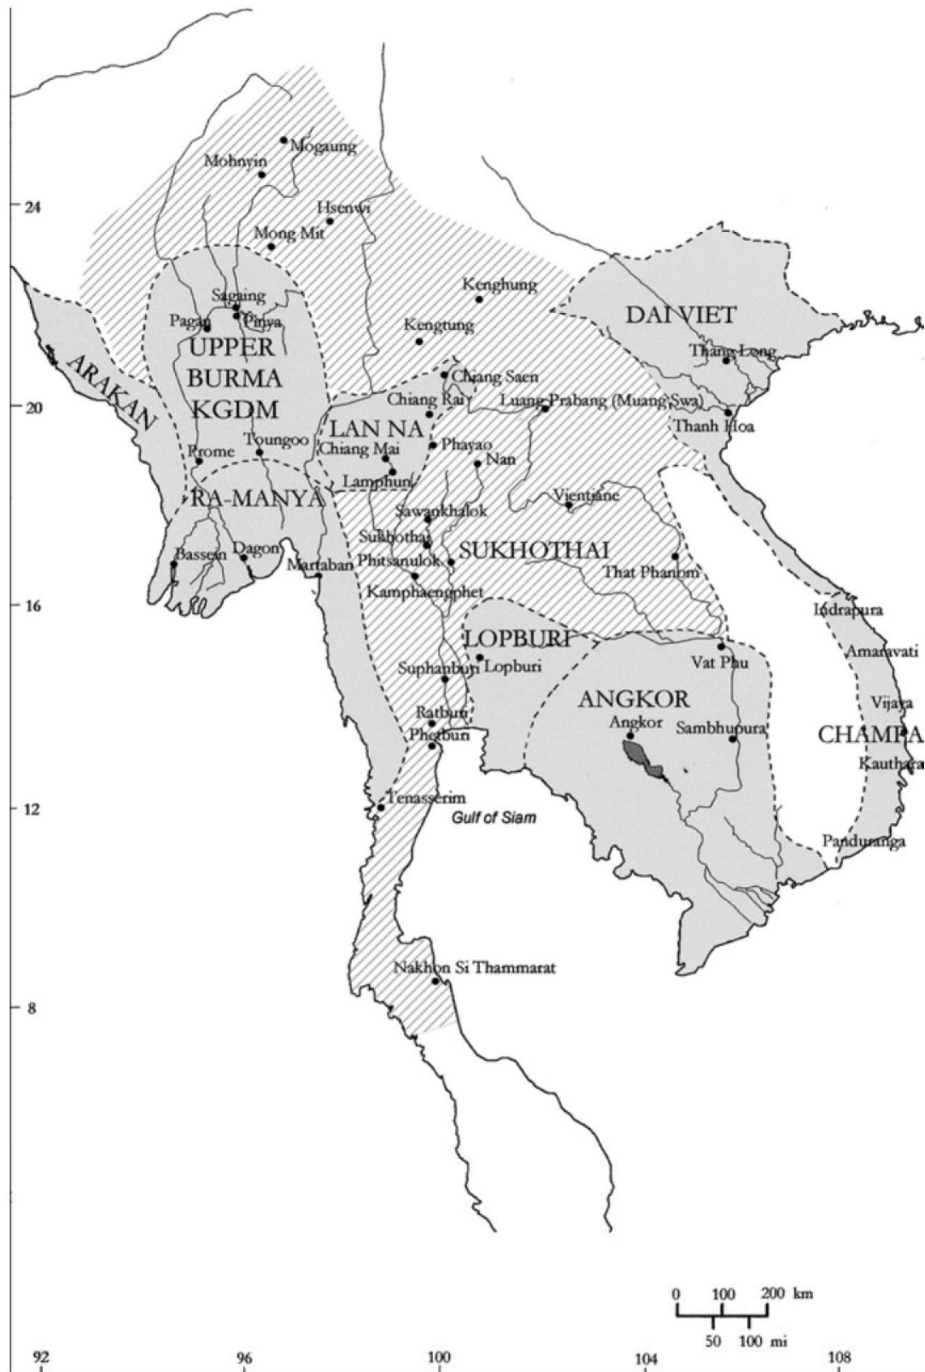 Mogaung
Mohnyin
24
Hsenwi
Mong Mit
Kenghung
Sagaing
Pagan
Pinya
DAI VIET
Kengtung
UPPER
BURMA
KGDM
Thang Long
ARAKAN
Chiang Saen
20
Chiang Rai
Luang Prabang (Muang Swa)
Thanh Hoa
LAN NA
Toungoo
Phayao
Prome
Chiang Mai
Nan
Lamphun
RA-MANYA
Vjentiane
Sawankhalok
Sukhothai
SUKHOTHAI
Bassein
Dagon
Martaban
Phitsanulok
That Phanom
Kamphaengphet
16
Indrapura
LOPBURI
Amaravati
Suphanburi
Lopburi
Vat Phu
ANGKOR
Vijaya
Ratburi
Angkor
Sambhupura
CHAMPA
Phetburi
Kauthara
Tenasserim
12
Gulf of Siam
Panduranga
Nakhon Si Thammarat
8
0 100 200 km
50 100 mi
92 96 100 104 108